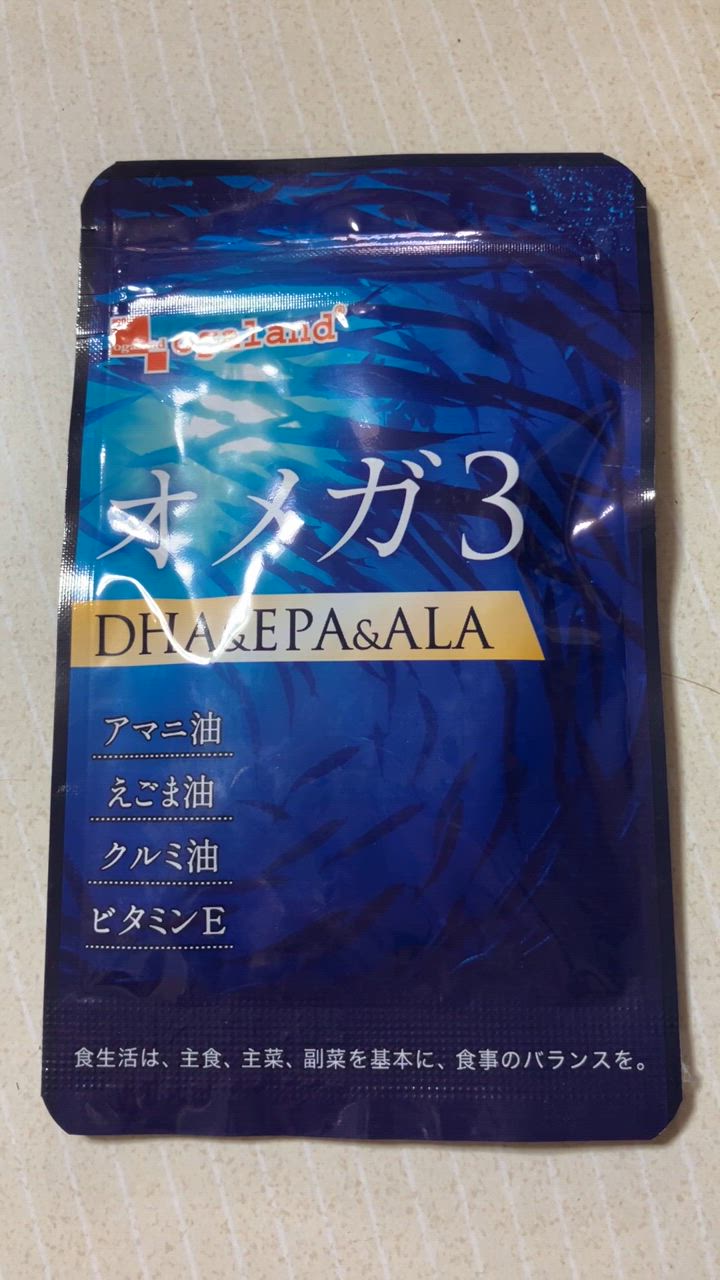 ogaland®
オメガ3
DHA&EPA&ALA
アマニ油
えごま油
クルミ油
ビタミンE
食生活は、主食、主菜、副菜を基本に、食事のバランスを。